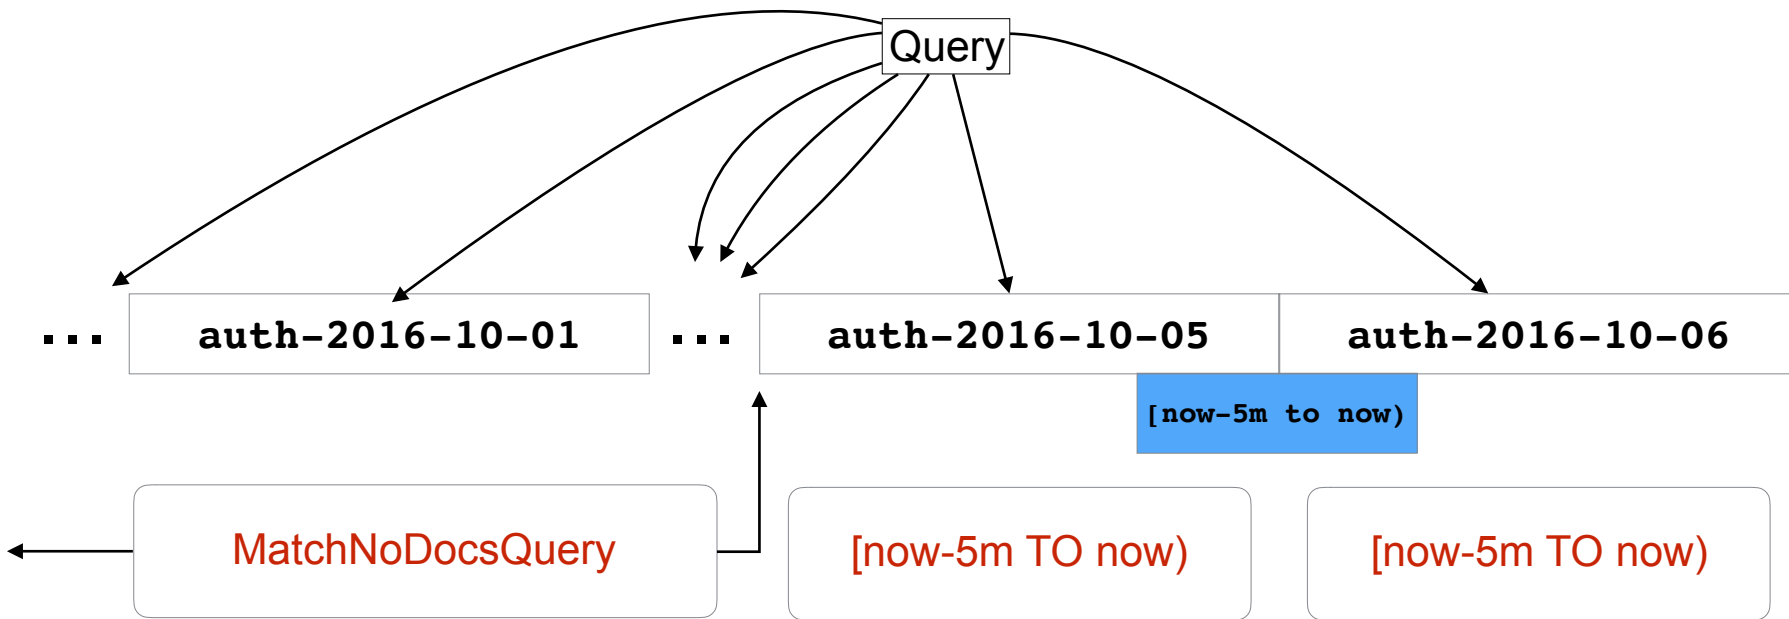 Query
... auth-2016-10-01 ... auth-2016-10-05 auth-2016-10-06
[now-5m to now)
MatchNoDocsQuery [now-5m TO now) [now-5m TO now)